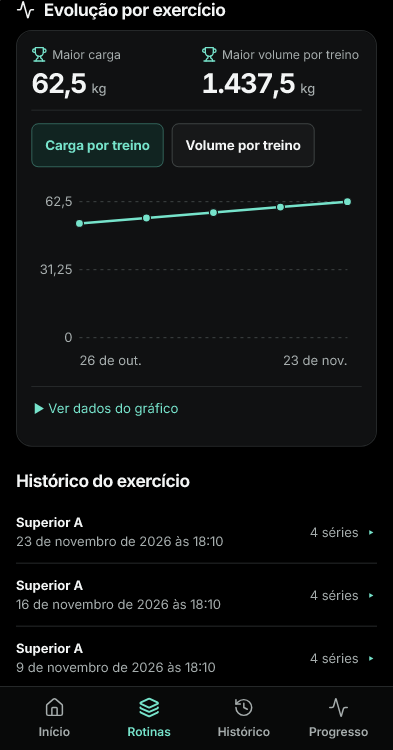 Evolução por exercício
Maior carga
62,5 kg
Maior volume por treino
1.437,5 kg
Carga por treino
Volume por treino
62,5
31,25
0
26 de out.
23 de nov.
Ver dados do gráfico
Histórico do exercício
Superior A
23 de novembro de 2026 às 18:10
4 séries
Superior A
16 de novembro de 2026 às 18:10
4 séries
Superior A
9 de novembro de 2026 às 18:10
4 séries
Início
Rotinas
Histórico
Progresso